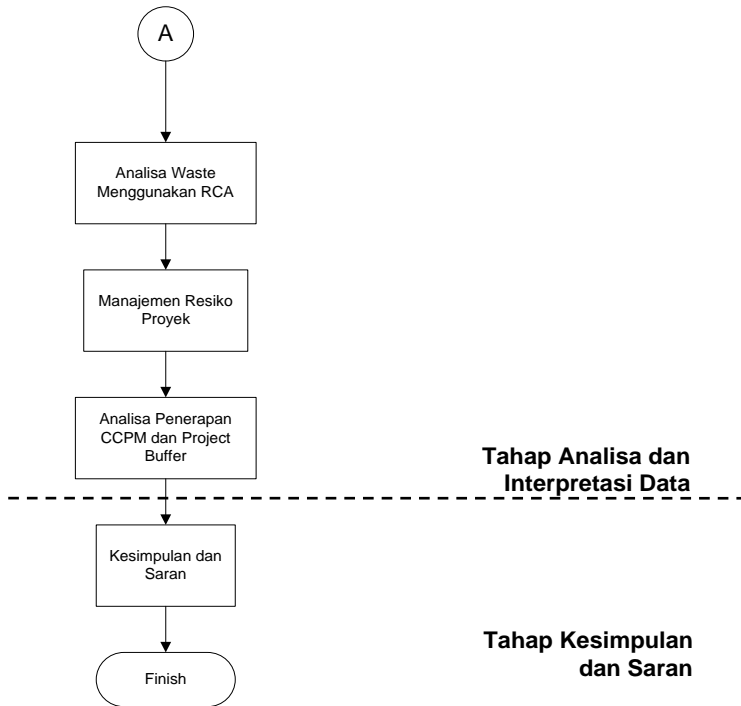 A
Analisa Waste
Menggunakan RCA
Manajemen Resiko
Proyek
Analisa Penerapan
CCPM dan Project
Buffer
Tahap Analisa dan
Interpretasi Data
Kesimpulan dan
Saran
Tahap Kesimpulan
dan Saran
Finish